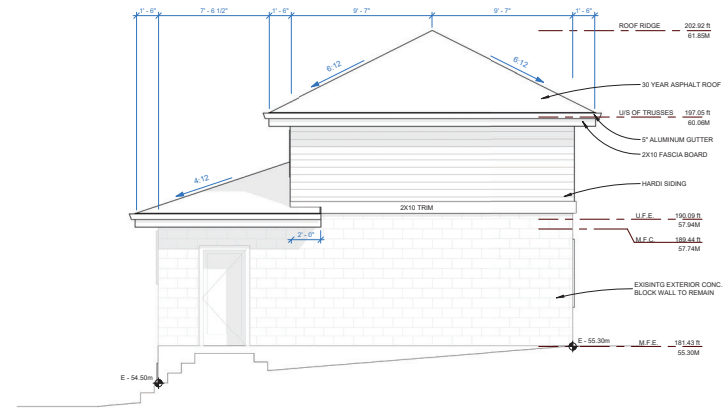 1' - 6"
7' - 6 1/2"
1' - 6"
9' - 7"
9' - 7"
1' - 6"
ROOF RIDGE 202.92 ft
61.85M
6:12
6:12
30 YEAR ASPHALT ROOF
U/S OF TRUSSES 197.05 ft
60.06M
5" ALUMINUM GUTTER
2X10 FASCIA BOARD
4:12
HARDI SIDING
2X10 TRIM
U.F.E. 190.09 ft
57.94M
2' - 0"
M.F.C. 189.44 ft
57.74M
EXISINTG EXTERIOR CONC.
BLOCK WALL TO REMAIN
E - 55.30m
M.F.E. 181.43 ft
55.30M
E - 54.50m